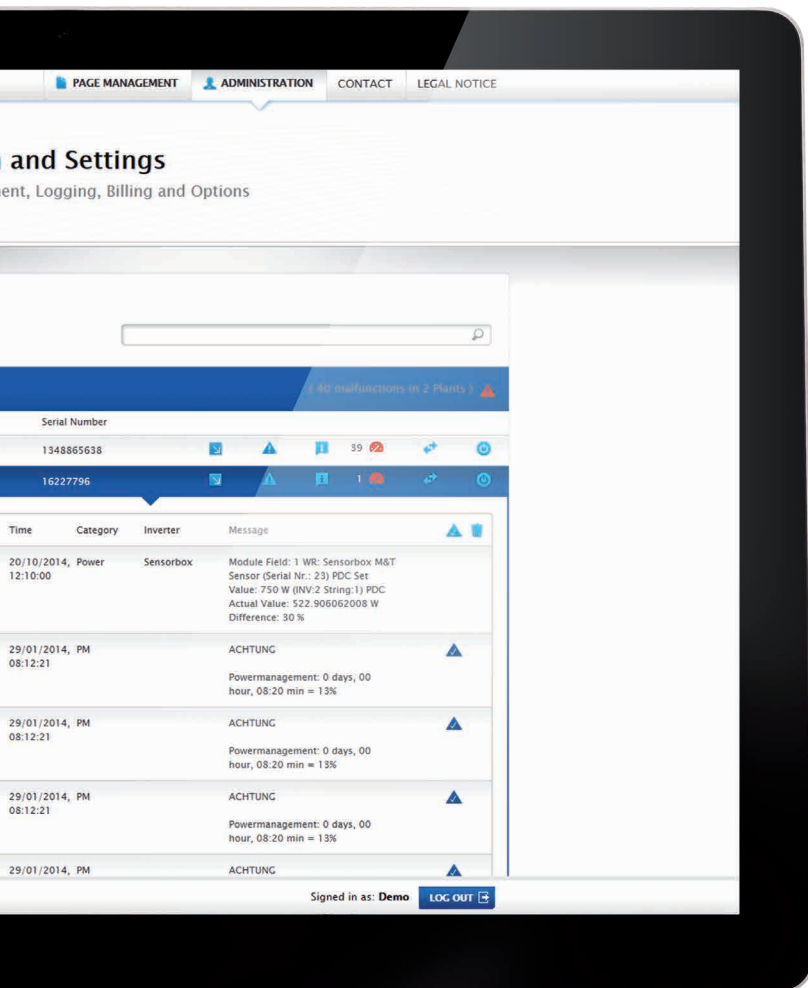 PAGE MANAGEMENT ADMINISTRATION CONTACT LEGAL NOTICE
and Settings
ent, Logging, Billing and Options
( 40 malfunctions in 2 Plants )
Serial Number
1348865638 39
16227796 1
Time Category Inverter Message
20/10/2014, Power Sensorbox Module Field: 1 WR: Sensorbox M&T
12:10:00 Sensor (Serial Nr.: 23) PDC Set
Value: 750 W (INV:2 String:1) PDC
Actual Value: 522.906062008 W
Difference: 30 %
29/01/2014, PM ACHTUNG
08:12:21
Powermanagement: 0 days, 00
hour, 08:20 min = 13%
29/01/2014, PM ACHTUNG
08:12:21
Powermanagement: 0 days, 00
hour, 08:20 min = 13%
29/01/2014, PM ACHTUNG
08:12:21
Powermanagement: 0 days, 00
hour, 08:20 min = 13%
29/01/2014, PM ACHTUNG
Signed in as: Demo LOG OUT